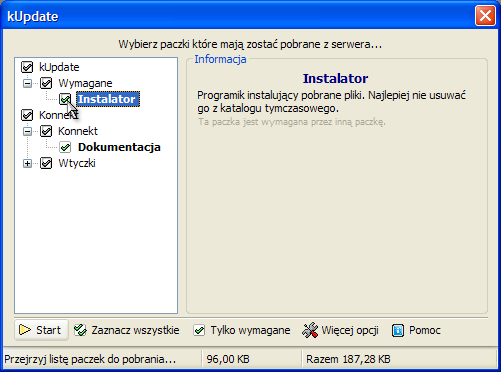 kUpdate
Wybierz paczki które mają zostać pobrane z serwera...
kUpdate
Wymagane
Instalator
Konnekt
Konnekt
Dokumentacja
Wtyczki
Informacja
Instalator
Programik instalujący pobrane pliki. Najlepiej nie usuwać
go z katalogu tymczasowego.
Ta paczka jest wymagana przez inną paczkę.
Start Zaznacz wszystkie Tylko wymagane Więcej opcji Pomoc
Przejrzyj listę paczek do pobrania... 96,00 KB Razem 187,28 KB